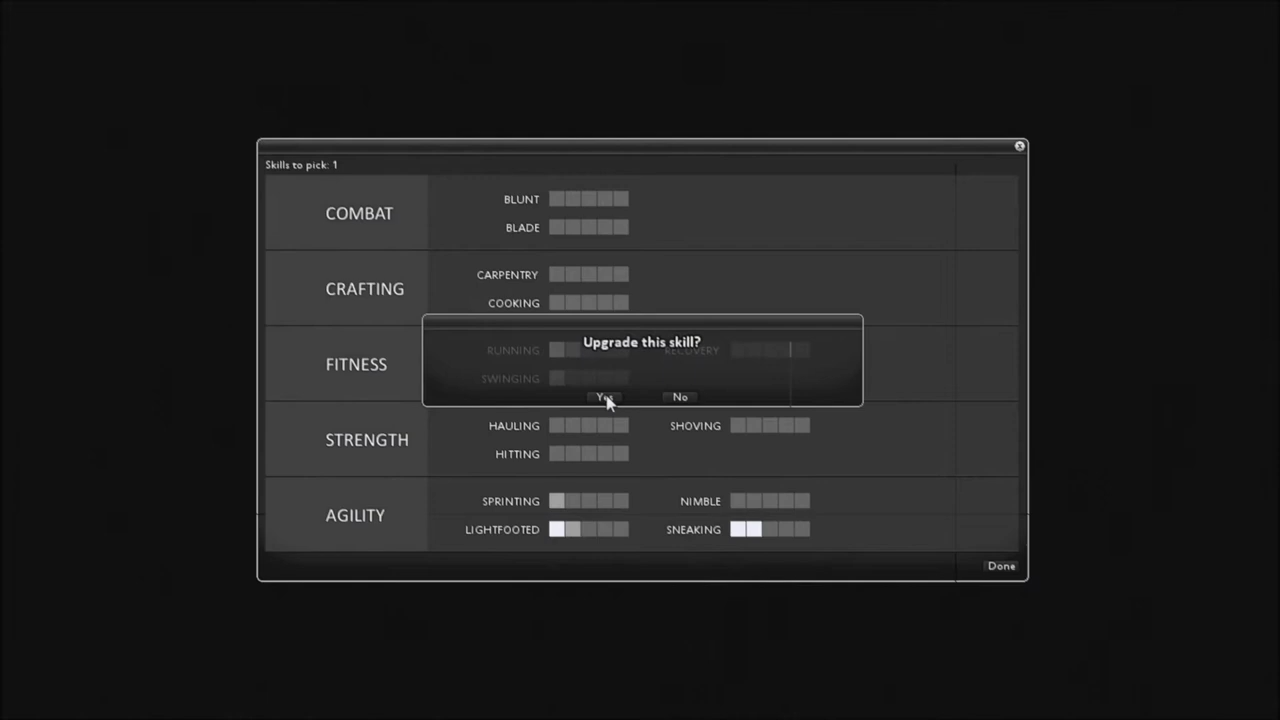 x
Skills to pick: 1
COMBAT
BLUNT
BLADE
CRAFTING
CARPENTRY
COOKING
FITNESS
RUNNING
RECOVERY
SWINGING
Upgrade this skill?
Yes
No
STRENGTH
HAULING
SHOVING
HITTING
AGILITY
SPRINTING
NIMBLE
LIGHTFOOTED
SNEAKING
Done